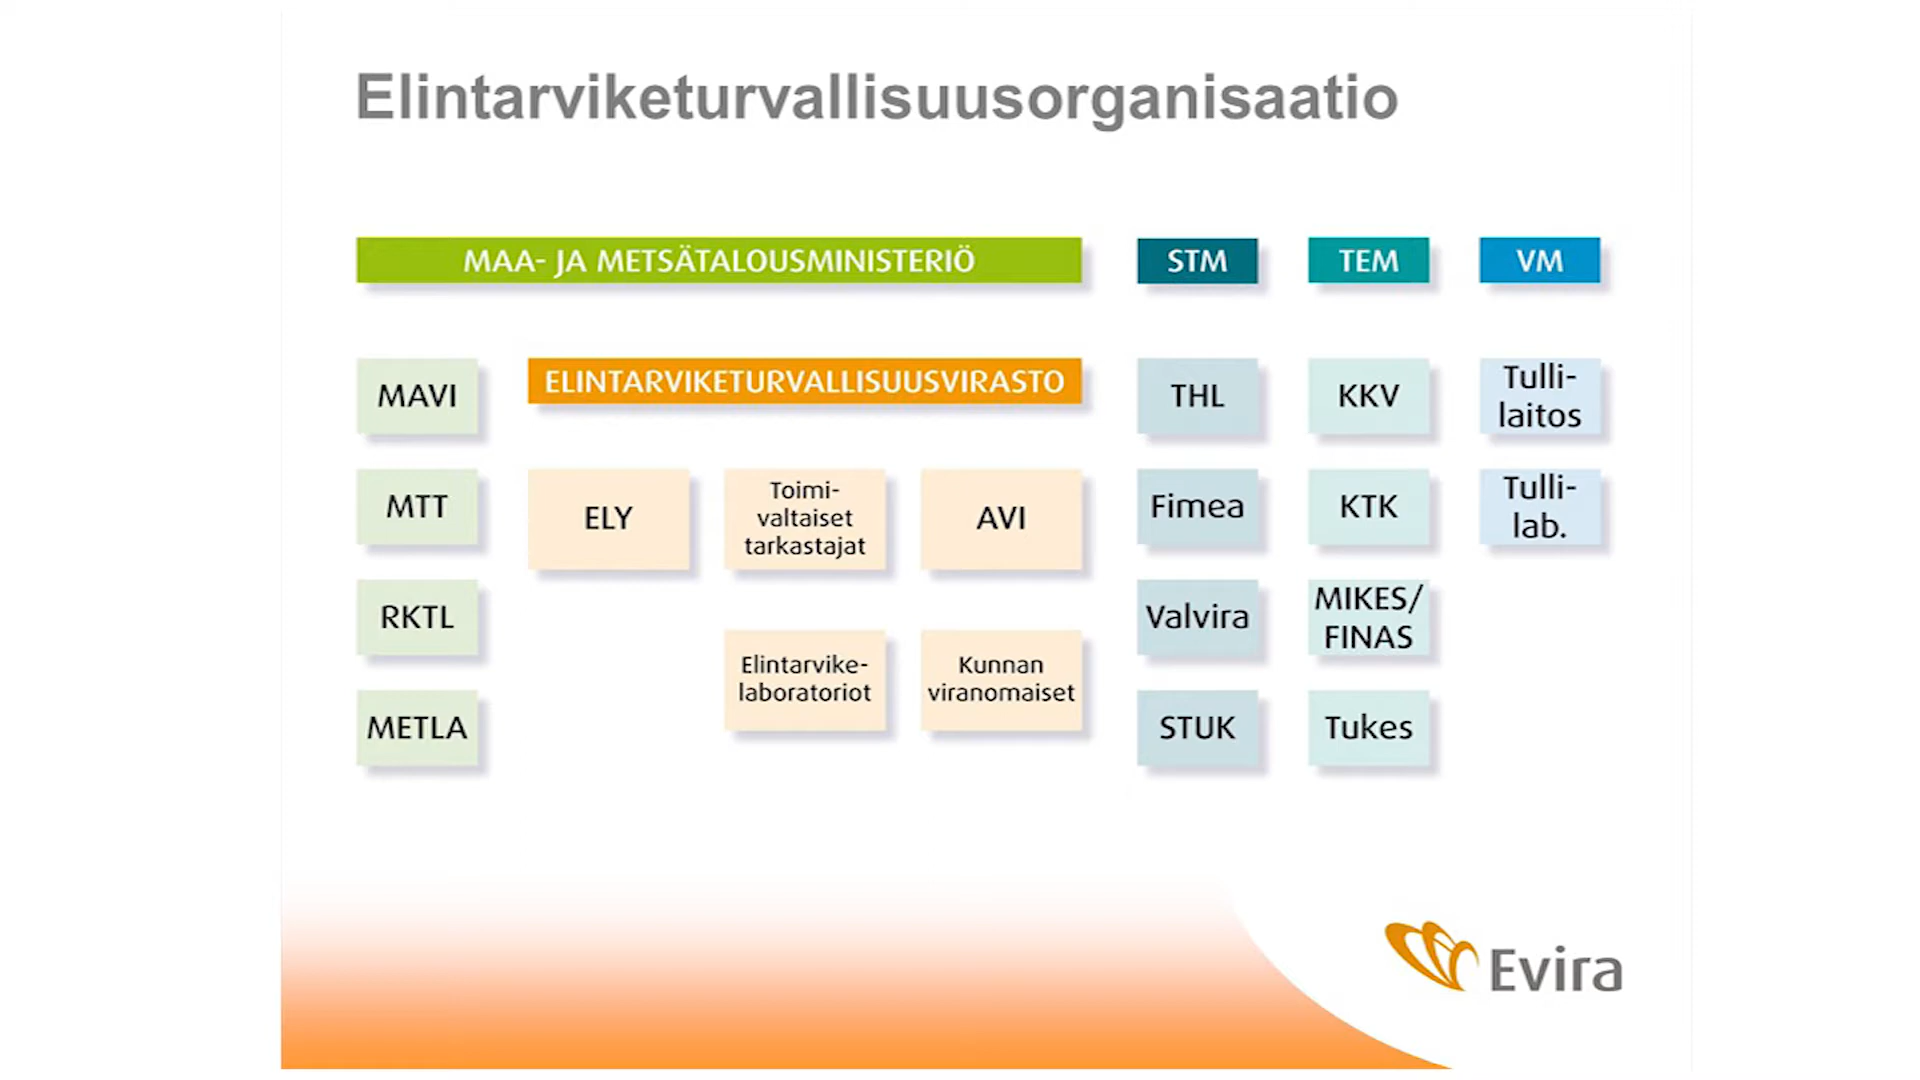 Elintarviketurvallisuusorganisaatio
MAA- JA METSÄTALOUSMINISTERIÖ
STM
TEM
VM
MAVI
MTT
RKTL
METLA
ELINTARVIKETURVALLISUUSVIRASTO
ELY
Toimi-
valtaiset
tarkastajat
AVI
Elintarvike-
laboratoriot
Kunnan
viranomaiset
THL
Fimea
Valvira
STUK
KKV
KTK
MIKES/
FINAS
Tukes
Tulli-
laitos
Tulli-
lab.
Evira